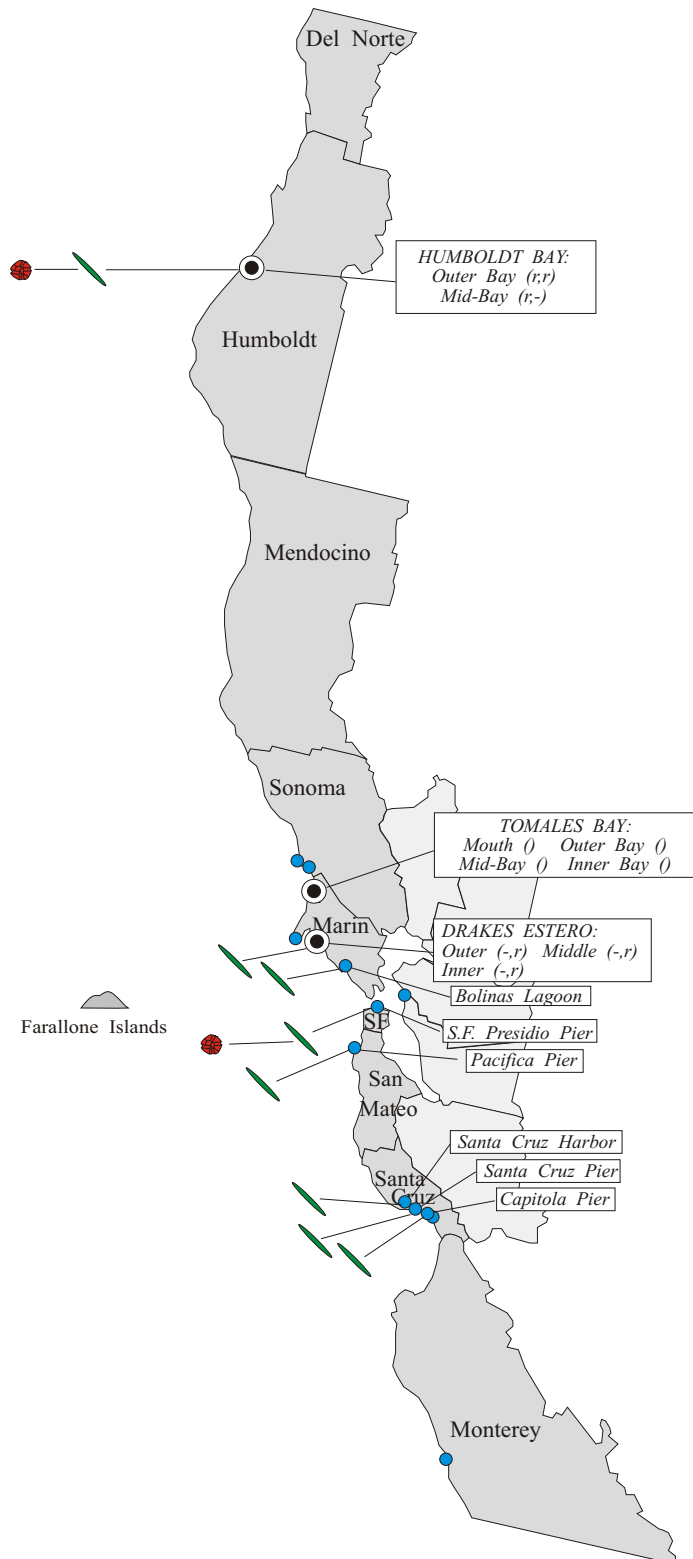 Del Norte
HUMBOLDT BAY:
Outer Bay (r,r)
Mid-Bay (r,-)
Humboldt
Mendocino
Sonoma
TOMALES BAY:
Mouth () Outer Bay ()
Mid-Bay () Inner Bay ()
Marin
DRAKES ESTERO:
Outer (-,r) Middle (-,r)
Inner (-,r)
Bolinas Lagoon
Farallone Islands
SF
S.F. Presidio Pier
Pacifica Pier
San
Mateo
Santa Cruz Harbor
Santa
Cruz
Santa Cruz Pier
Capitola Pier
Monterey